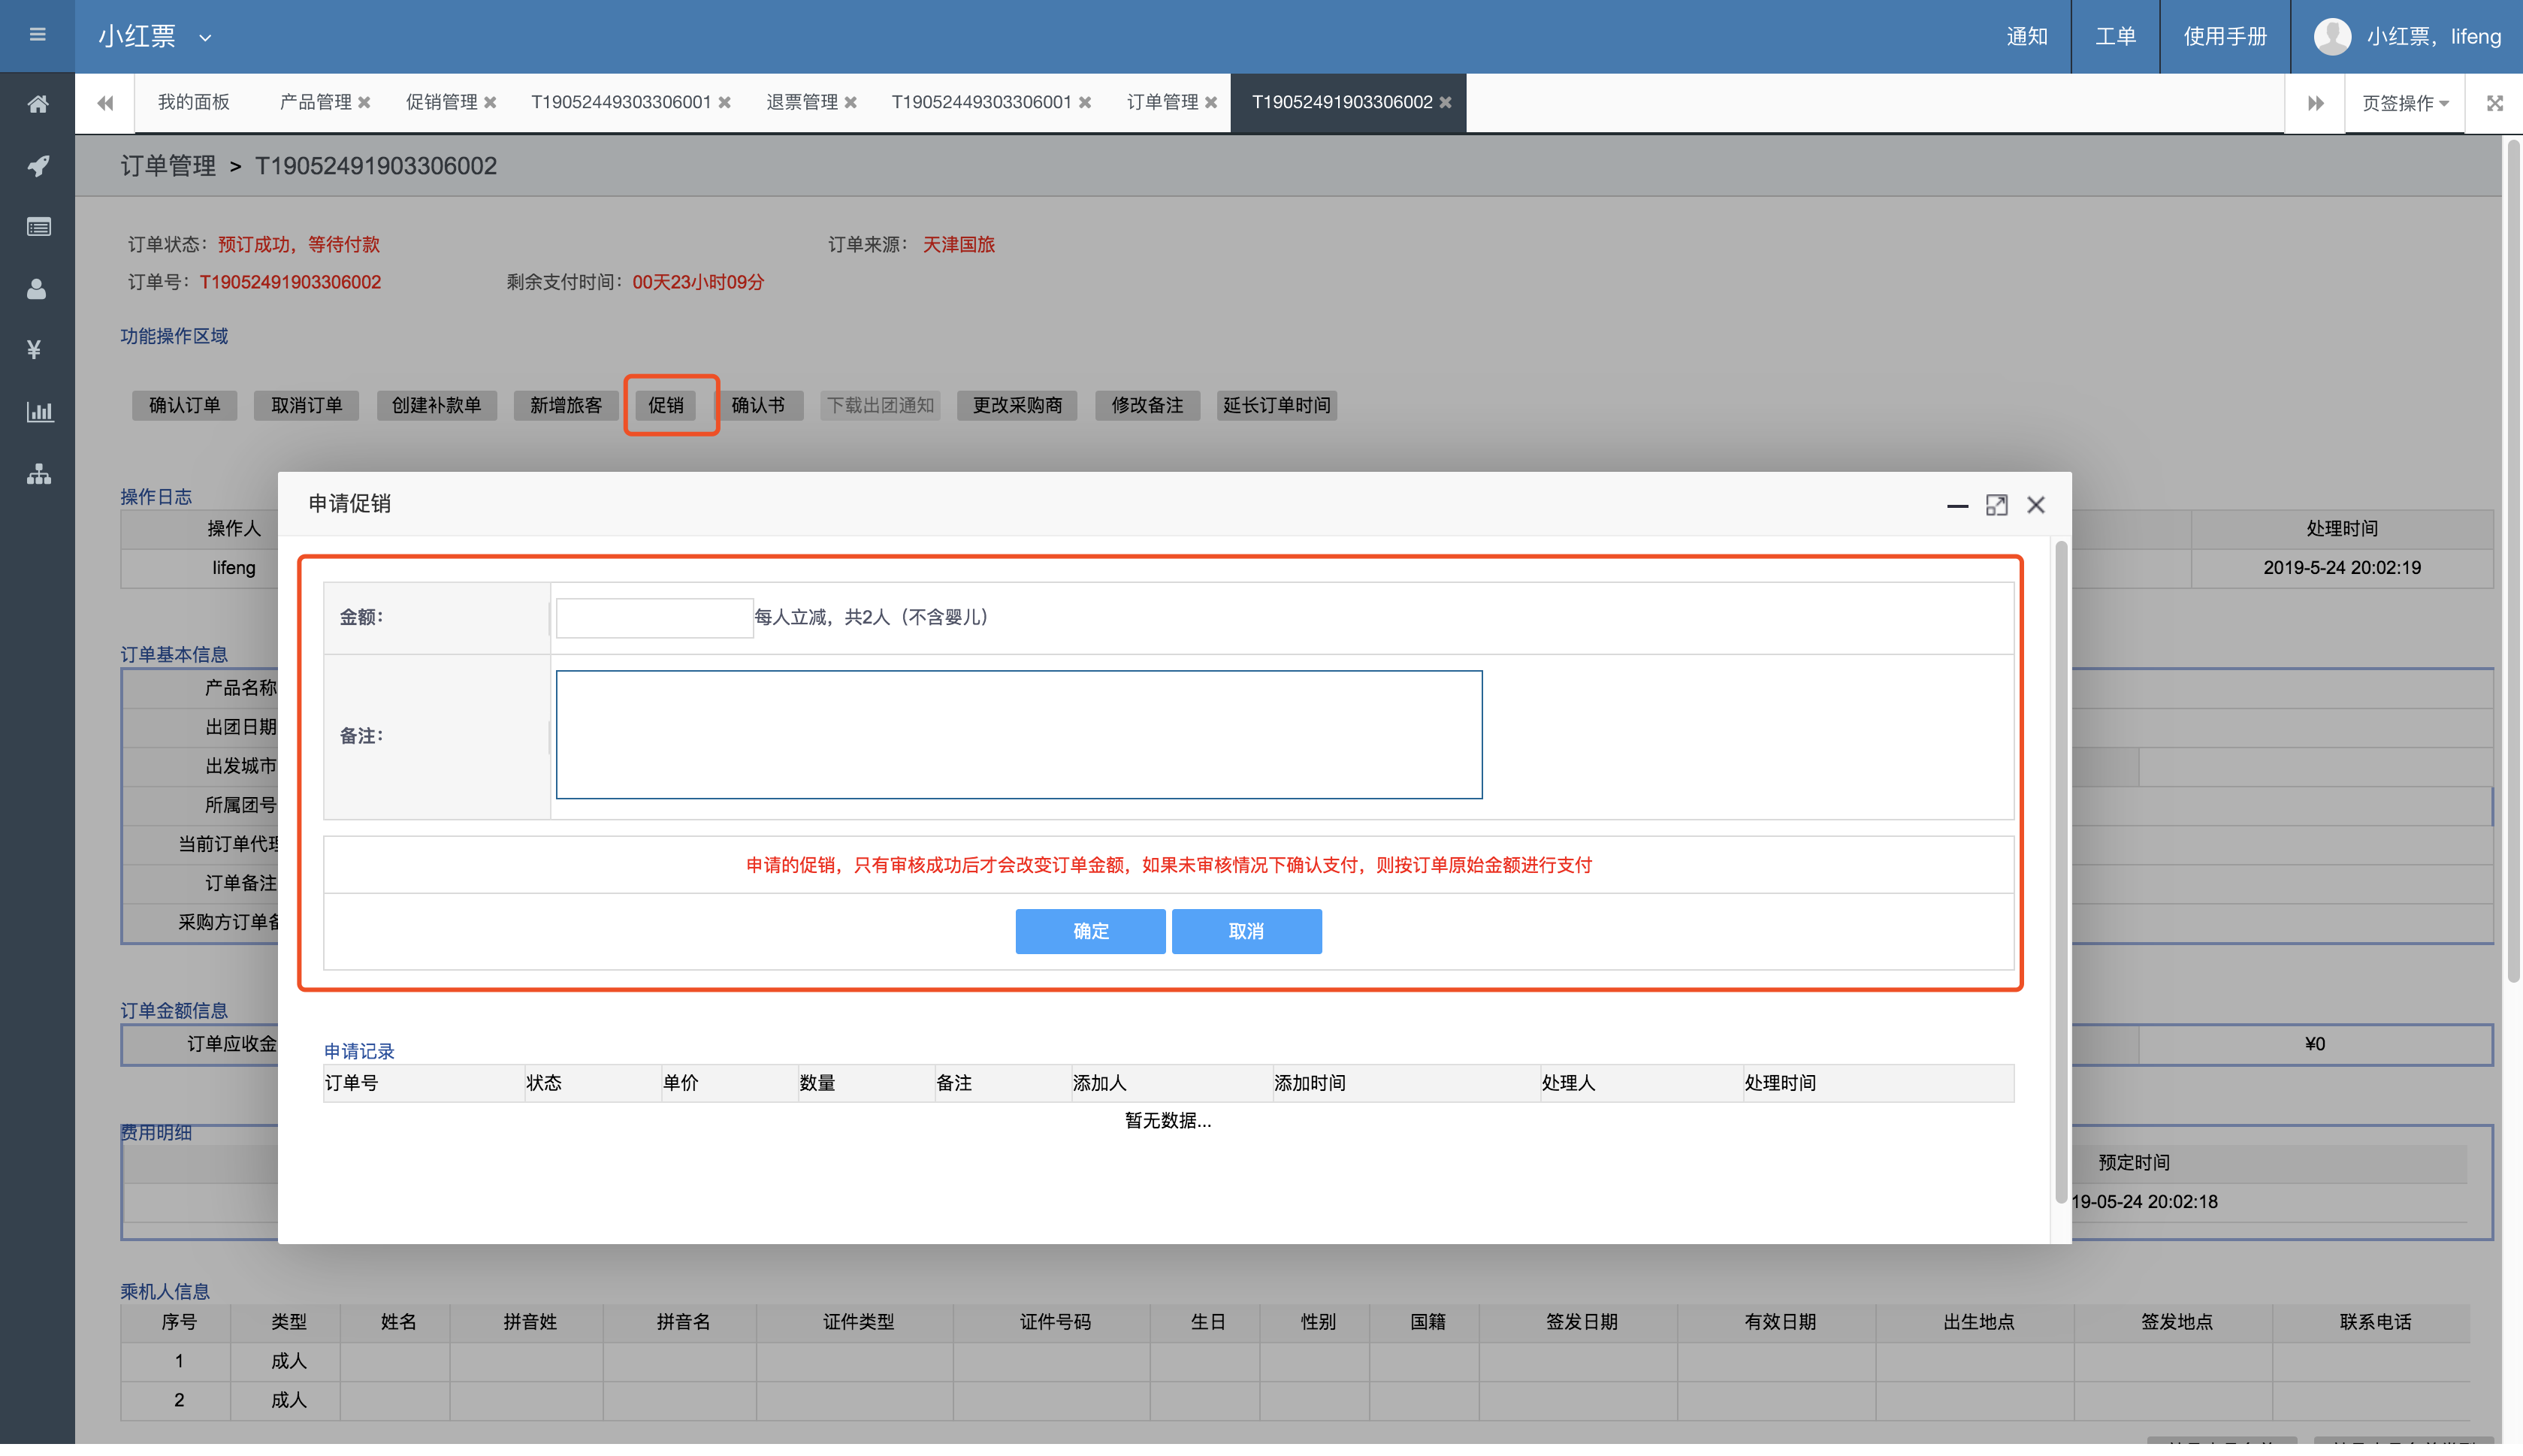 小红票
通知 工单 使用手册 小红票，lifeng
我的面板 产品管理 促销管理 T19052449303306001 退票管理 T19052449303306001 订单管理 T19052491903306002 页签操作
订单管理 > T19052491903306002
订单状态：预订成功，等待付款 订单来源：天津国旅
订单号：T19052491903306002 剩余支付时间：00天23小时09分
功能操作区域
确认订单 取消订单 创建补款单 新增旅客 促销 确认书 下载出团通知 更改采购商 修改备注 延长订单时间
操作日志
操作人 处理时间
lifeng 2019-5-24 20:02:19
申请促销
金额： 每人立减，共2人（不含婴儿）
备注：
申请的促销，只有审核成功后才会改变订单金额，如果未审核情况下确认支付，则按订单原始金额进行支付
确定 取消
申请记录
订单号 状态 单价 数量 备注 添加人 添加时间 处理人 处理时间
暂无数据...
订单基本信息
产品名称
出团日期
出发城市
所属团号
当前订单代理
订单备注
采购方订单备
订单金额信息
订单应收金 ¥0
费用明细
预定时间
19-05-24 20:02:18
乘机人信息
序号 类型 姓名 拼音姓 拼音名 证件类型 证件号码 生日 性别 国籍 签发日期 有效日期 出生地点 签发地点 联系电话
1 成人
2 成人